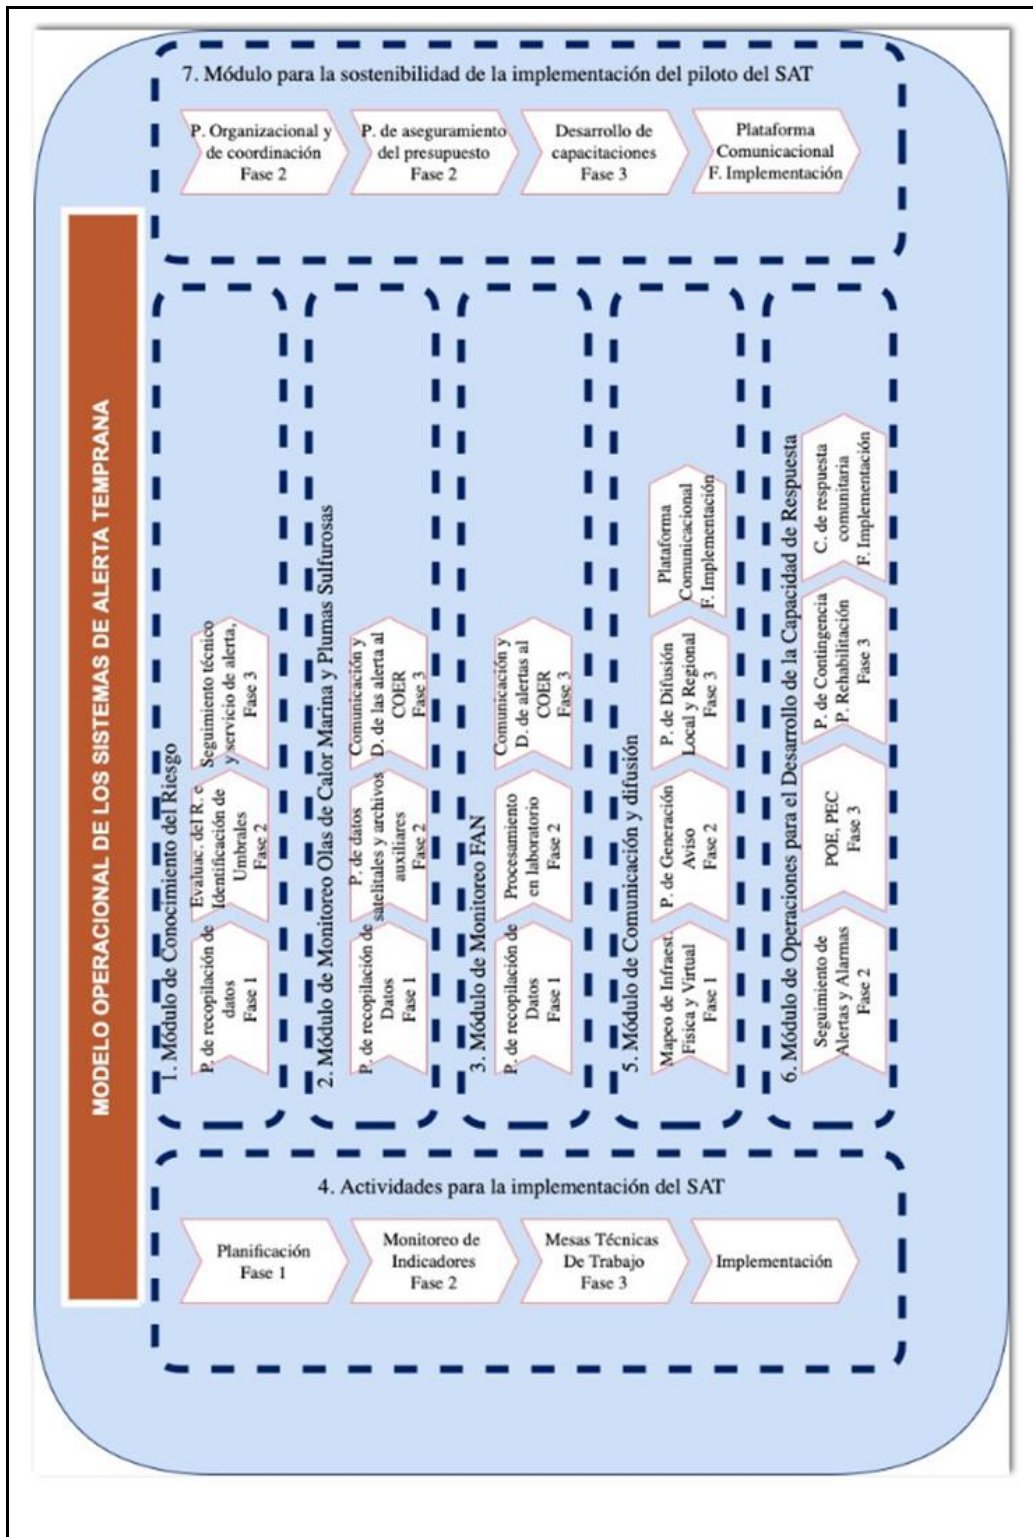 MODELO OPERACIONAL DE LOS SISTEMAS DE ALERTA TEMPRANA
7. Módulo para la sostenibilidad de la implementación del piloto del SAT
P. Organizacional y
de coordinación
Fase 2
P. de aseguramiento
del presupuesto
Fase 2
Desarrollo de
capacitaciones
Fase 3
Plataforma
Comunicacional
F. Implementación
1. Módulo de Conocimiento del Riesgo
P. de recopilación de
datos
Fase 1
Evaluac. del R. e
Identificación de
Umbrales
Fase 2
Seguimiento técnico
y servicio de alerta,
Fase 3
2. Módulo de Monitoreo Olas de Calor Marina y Plumas Sulfurosas
P. de recopilación de
Datos
Fase 1
P. de datos
satelitales y archivos
auxiliares
Fase 2
Comunicación y
D. de las alerta al
COER
Fase 3
3. Módulo de Monitoreo FAN
P. de recopilación de
Datos
Fase 1
Procesamiento
en laboratorio
Fase 2
Comunicación y
D. de alertas al
COER
Fase 3
5. Módulo de Comunicación y difusión
Mapeo de Infraest.
Física y Virtual
Fase 1
P. de Generación
Aviso
Fase 2
P. de Difusión
Local y Regional
Fase 3
Plataforma
Comunicacional
F. Implementación
6. Módulo de Operaciones para el Desarrollo de la Capacidad de Respuesta
Seguimiento de
Alertas y Alarmas
Fase 2
POE, PEC
Fase 3
P. de Contingencia
P. Rehabilitación
Fase 3
C. de respuesta
comunitaria
F. Implementación
4. Actividades para la implementación del SAT
Planificación
Fase 1
Monitoreo de
Indicadores
Fase 2
Mesas Técnicas
De Trabajo
Fase 3
Implementación